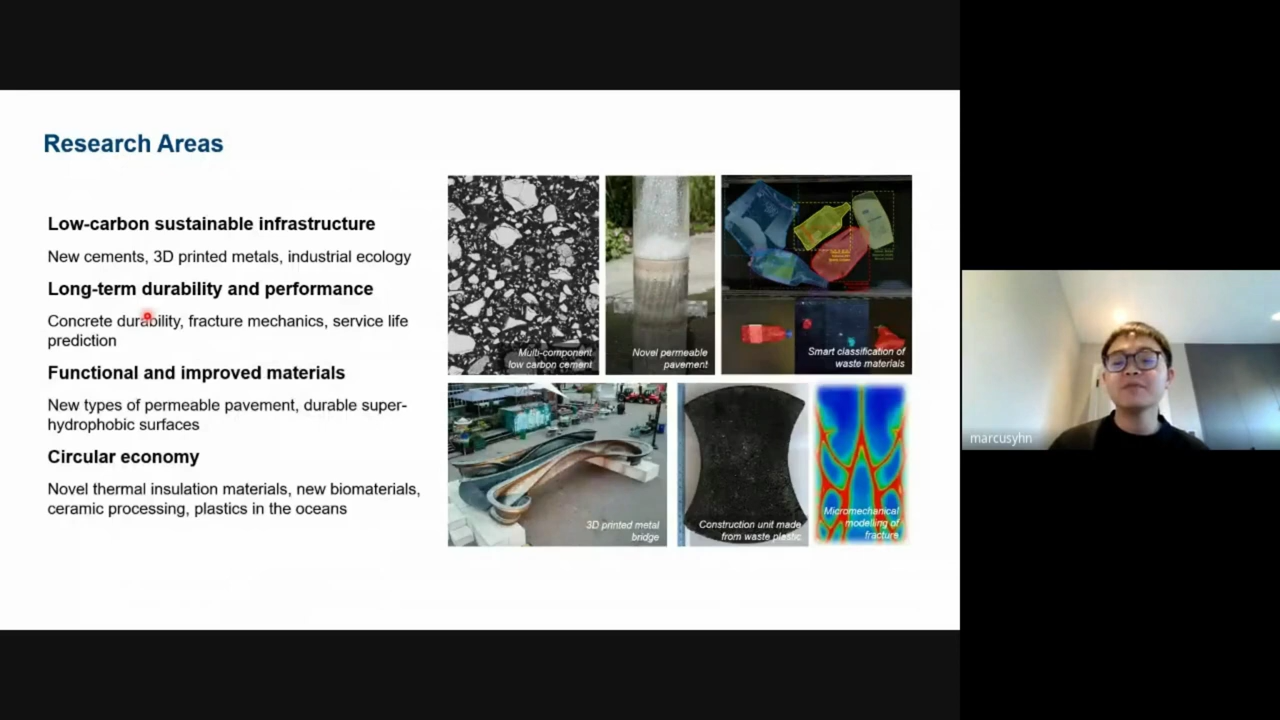 Research Areas
Low-carbon sustainable infrastructure
New cements, 3D printed metals, industrial ecology
Long-term durability and performance
Concrete durability, fracture mechanics, service life
prediction
Functional and improved materials
New types of permeable pavement, durable super-
hydrophobic surfaces
Circular economy
Novel thermal insulation materials, new biomaterials,
ceramic processing, plastics in the oceans
Multi-component
low carbon cement
Novel permeable
pavement
Smart classification of
waste materials
3D printed metal
bridge
Construction unit made
from waste plastic
Micromechanical
modelling of
fracture
marcusyhn